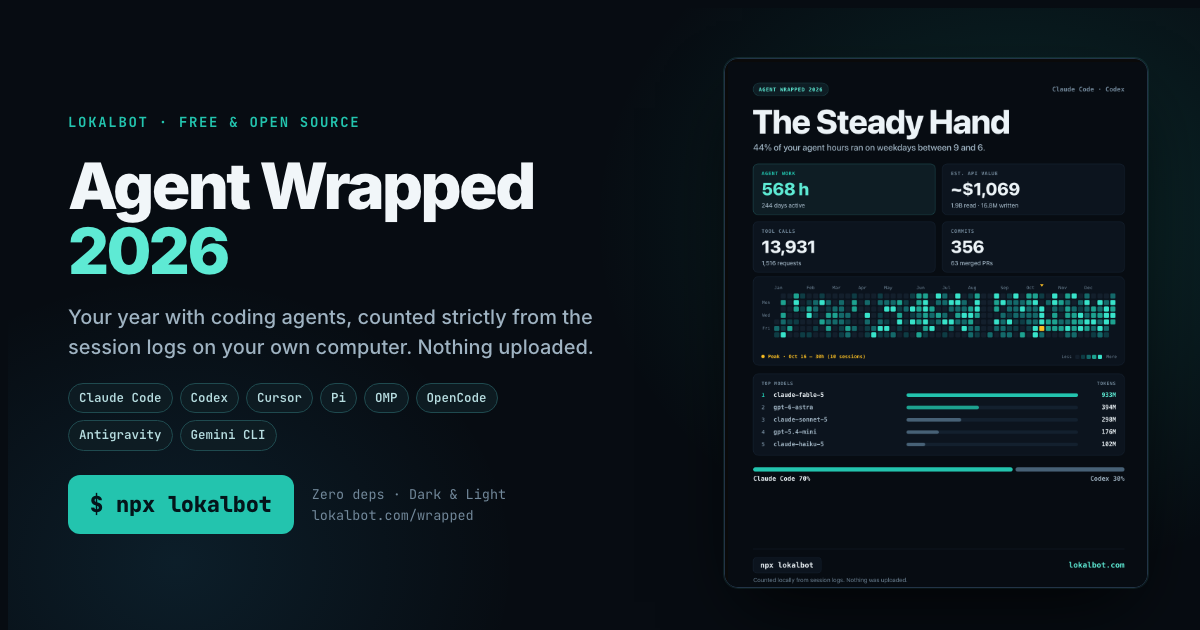 LOKALBOT · FREE & OPEN SOURCE
Agent Wrapped
2026
Your year with coding agents, counted strictly from the
session logs on your own computer. Nothing uploaded.
Claude Code
Codex
Cursor
Pi
OMP
OpenCode
Antigravity
Gemini CLI
$ npx lokalbot
Zero deps · Dark & Light
lokalbot.com/wrapped
AGENT WRAPPED 2026
Claude Code · Codex
The Steady Hand
44% of your agent hours ran on weekdays between 9 and 6.
AGENT WORK
568 h
244 days active
EST. API VALUE
~$1,069
1.9B read · 16.0M written
TOOL CALLS
13,931
1,516 requests
COMMITS
356
63 merged PRs
Jan Feb Mar Apr May Jun Jul Aug Sep Oct Nov Dec
Mon
Wed
Fri
Peak · Oct 16 — 30h (10 sessions)
Less
More
TOP MODELS
TOKENS
1 claude-fable-5 933M
2 gpt-6-astra 394M
3 claude-sonnet-5 298M
4 gpt-5.4-mini 176M
5 claude-haiku-5 102M
Claude Code 70%
Codex 30%
npx lokalbot
lokalbot.com
Counted locally from session logs. Nothing was uploaded.